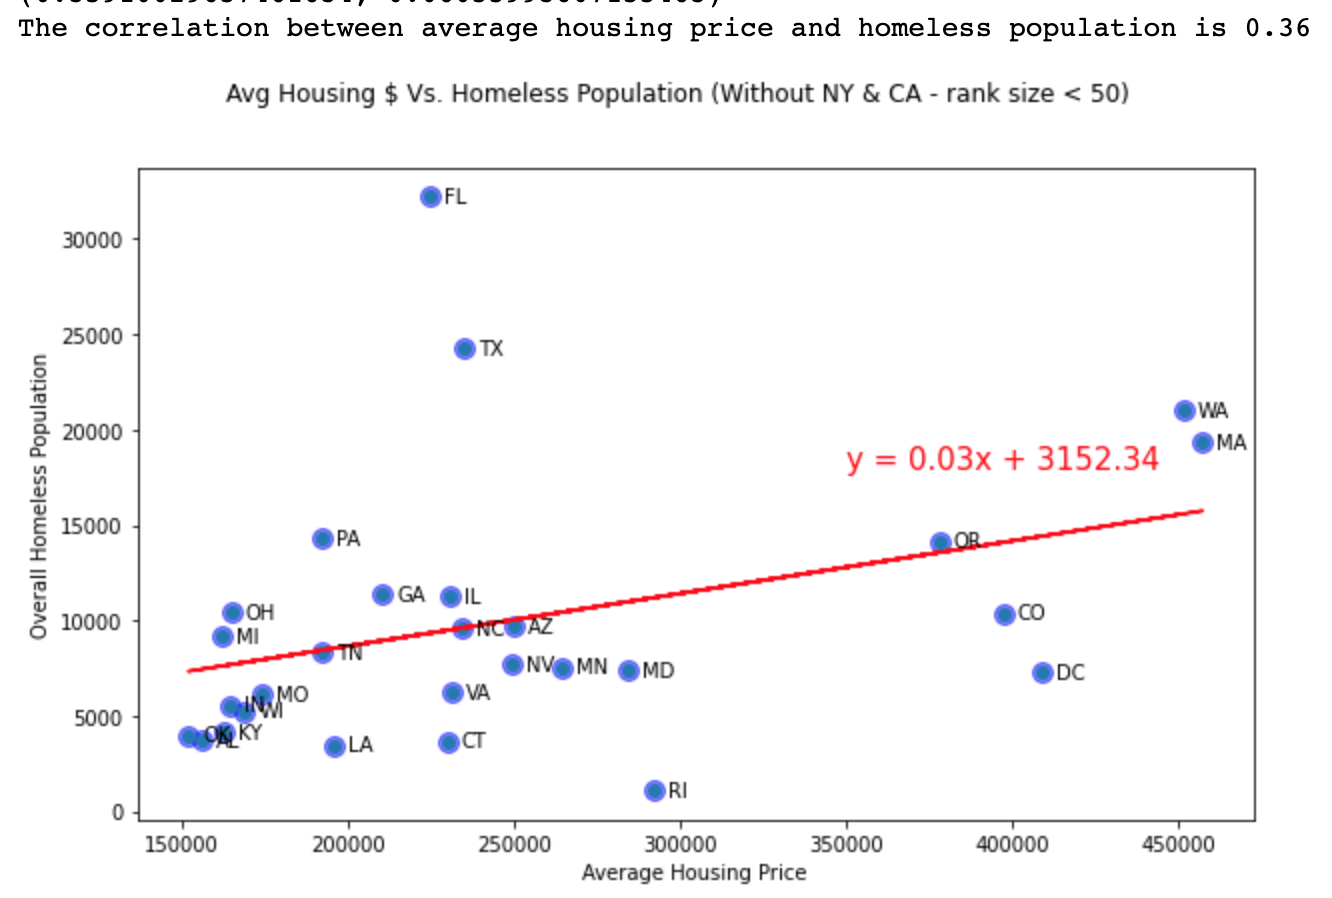 The correlation between average housing price and homeless population is 0.36
Avg Housing $ Vs. Homeless Population (Without NY & CA - rank size < 50)
Overall Homeless Population
30000
25000
20000
15000
10000
5000
0
FL
TX
WA
MA
y = 0.03x + 3152.34
PA
OR
GA
IL
OH
CO
NC
AZ
MI
TN
NV
MN
MD
DC
MO
VA
IN
WI
KY
OK
AL
LA
CT
RI
150000 200000 250000 300000 350000 400000 450000
Average Housing Price